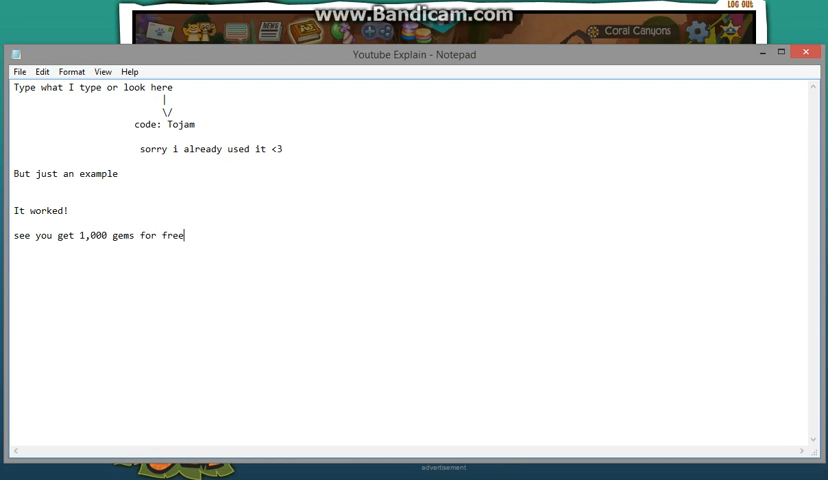 www.Bandicam.com
LOG OUT
NEWS
Coral Canyons
Youtube Explain - Notepad
File Edit Format View Help
Type what I type or look here
|
\/
code: Tojam
sorry i already used it <3
But just an example
It worked!
see you get 1,000 gems for free
advertisement